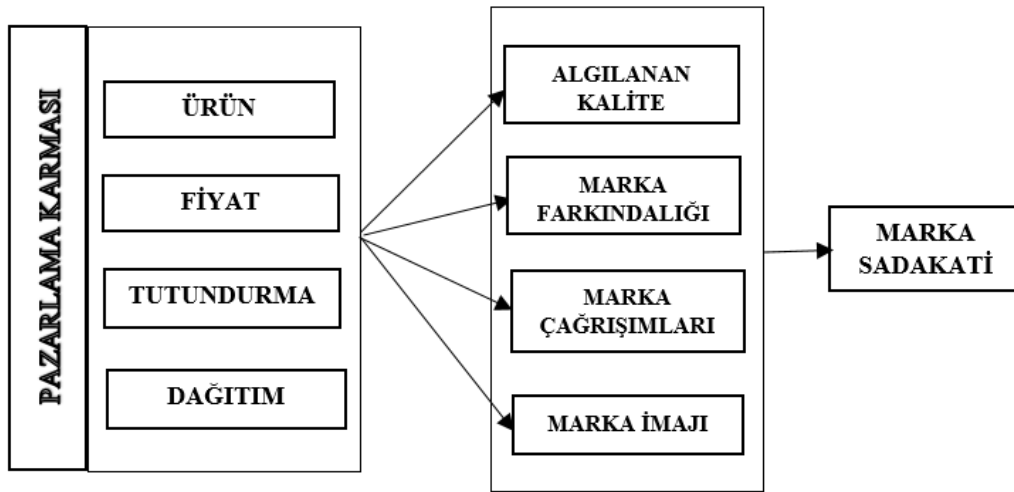 PAZARLAMA KARMASI
ÜRÜN
FİYAT
TUTUNDURMA
DAĞITIM
ALGILANAN
KALİTE
MARKA
FARKINDALIĞI
MARKA
ÇAĞRIŞIMLARI
MARKA İMAJI
MARKA
SADAKATİ